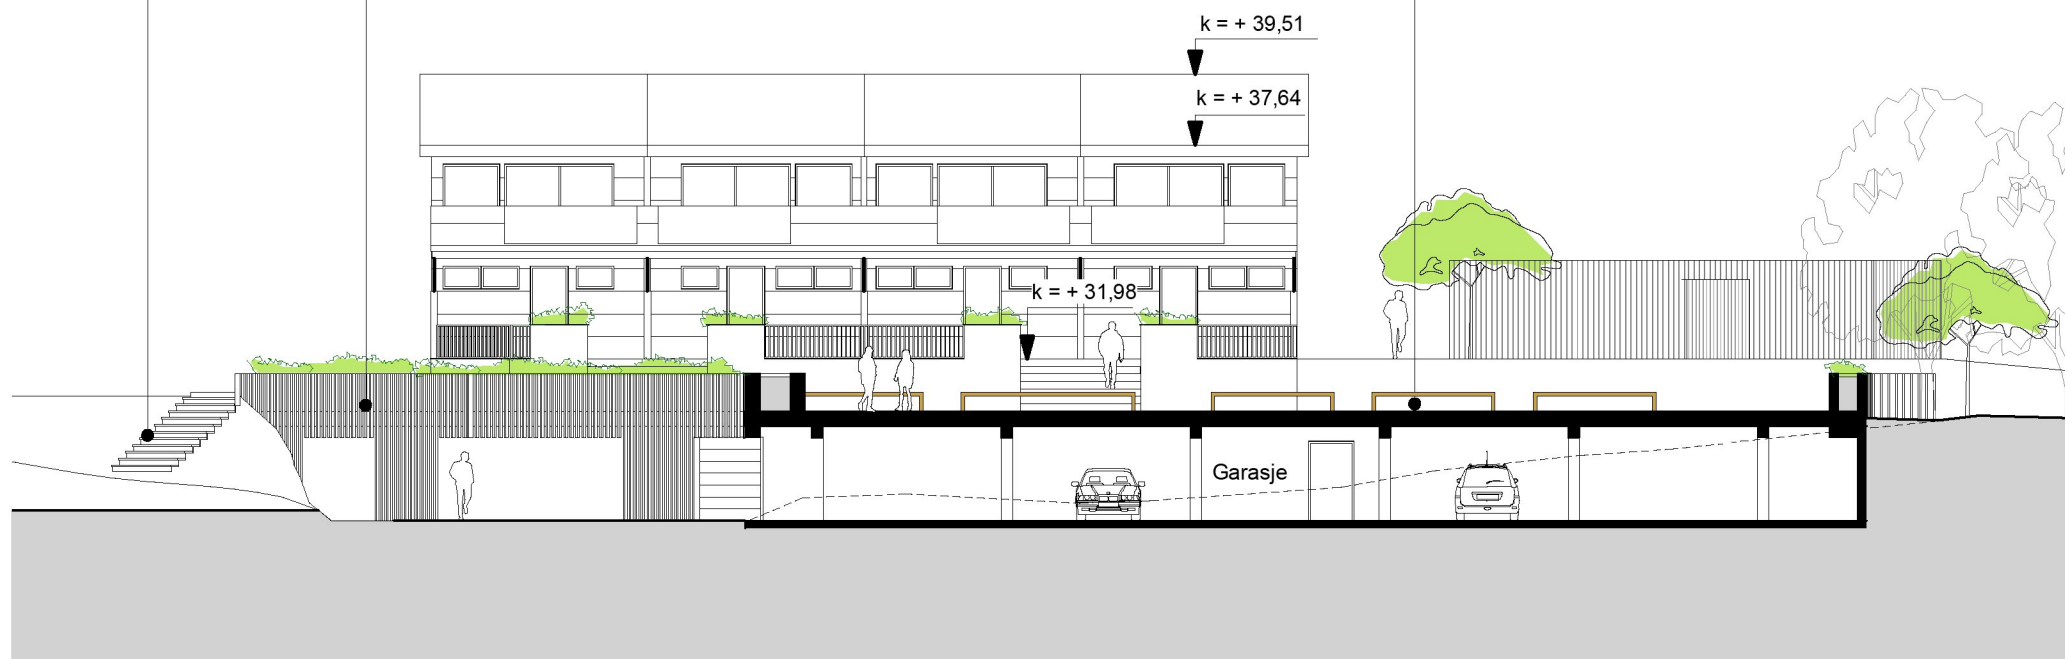 k = + 39,51
k = + 37,64
k = + 31,98
Garasje